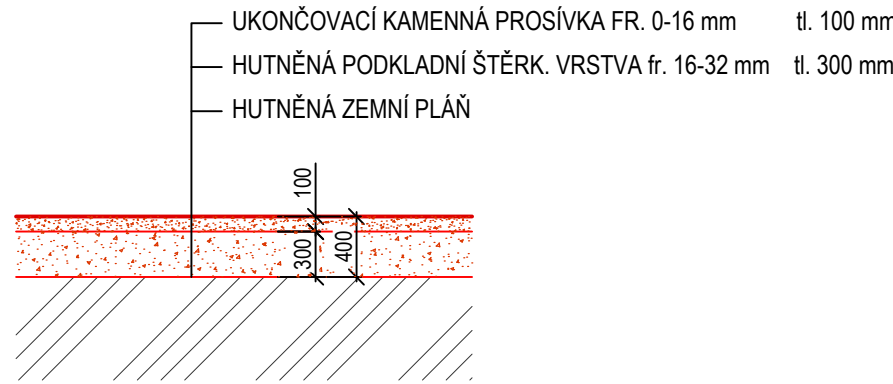 UKONČOVACÍ KAMENNÁ PROSÍVKA FR. 0-16 mm tl. 100 mm
HUTNĚNÁ PODKLADNÍ ŠTĚRK. VRSTVA fr. 16-32 mm tl. 300 mm
HUTNĚNÁ ZEMNÍ PLÁŇ
100
300
400